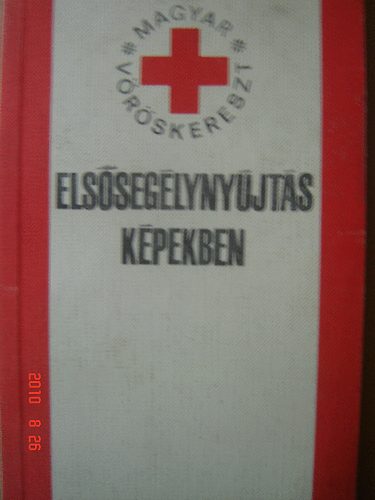 * MAGYAR *
VÖRÖSKERESZT
ELSŐSEGÉLYNYÚJTÁS
KÉPEKBEN
2010 8 26